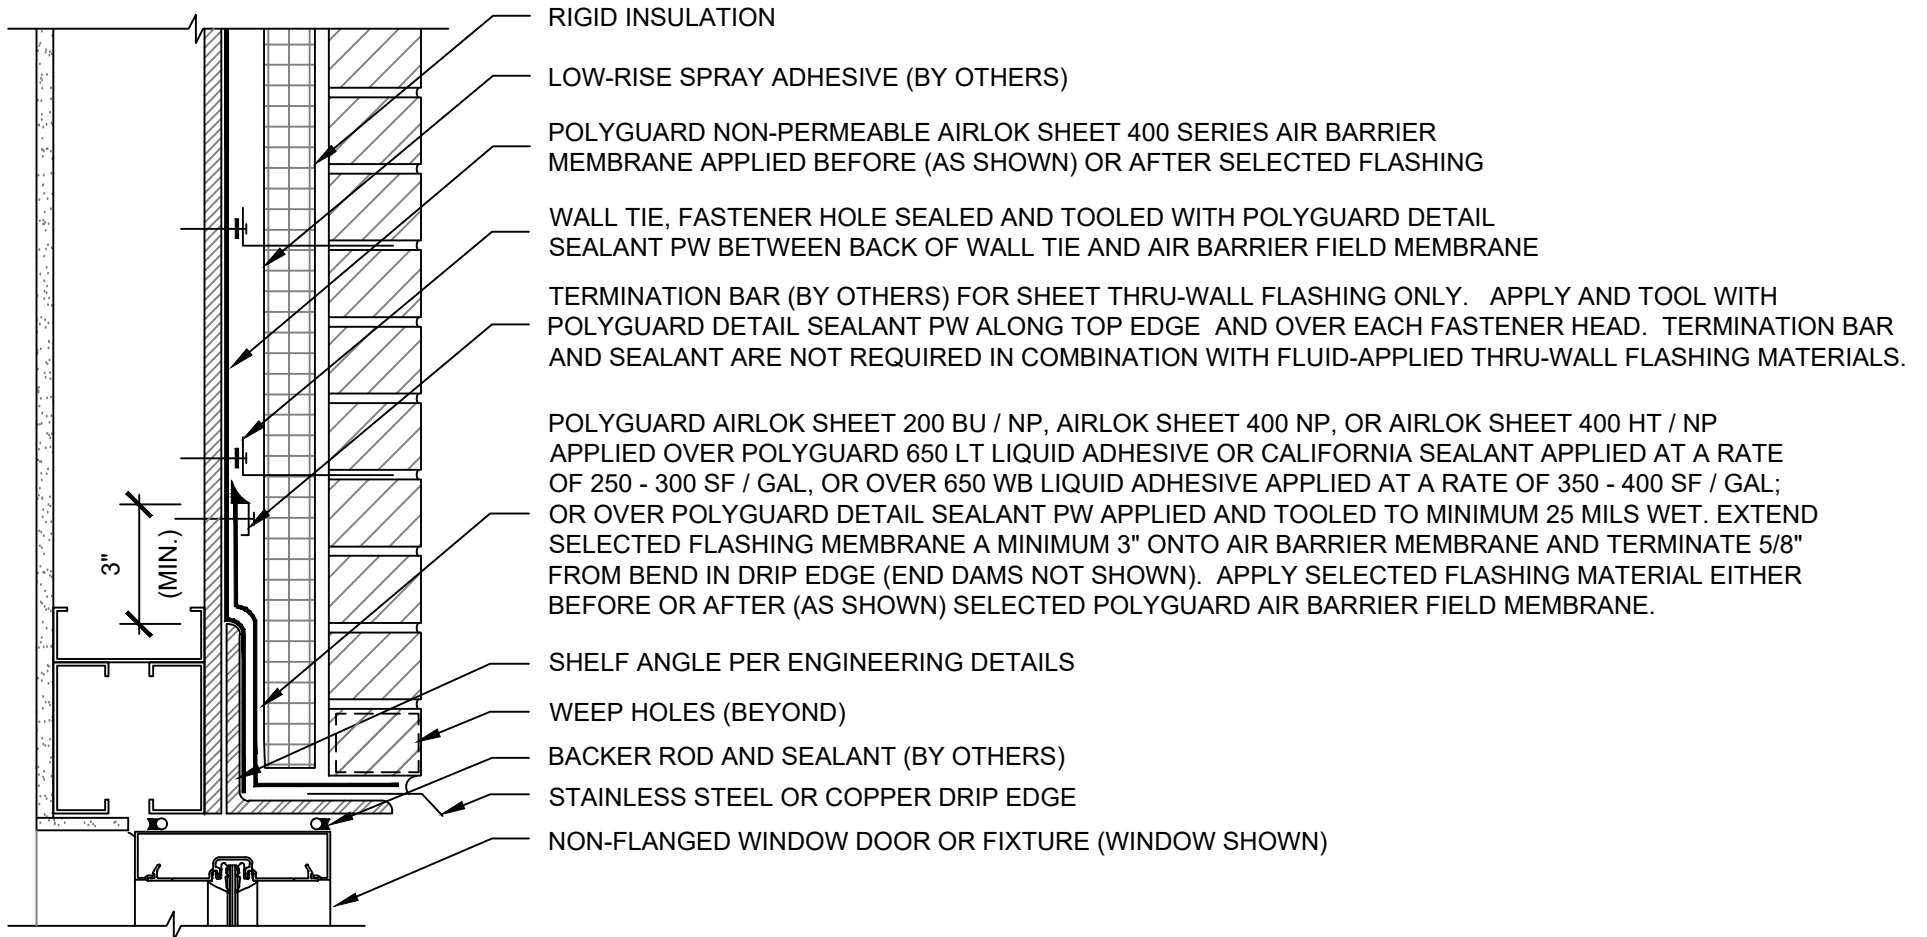 RIGID INSULATION
LOW-RISE SPRAY ADHESIVE (BY OTHERS)
POLYGUARD NON-PERMEABLE AIRLOK SHEET 400 SERIES AIR BARRIER
MEMBRANE APPLIED BEFORE (AS SHOWN) OR AFTER SELECTED FLASHING
WALL TIE, FASTENER HOLE SEALED AND TOOLED WITH POLYGUARD DETAIL
SEALANT PW BETWEEN BACK OF WALL TIE AND AIR BARRIER FIELD MEMBRANE
TERMINATION BAR (BY OTHERS) FOR SHEET THRU-WALL FLASHING ONLY. APPLY AND TOOL WITH
POLYGUARD DETAIL SEALANT PW ALONG TOP EDGE AND OVER EACH FASTENER HEAD. TERMINATION BAR
AND SEALANT ARE NOT REQUIRED IN COMBINATION WITH FLUID-APPLIED THRU-WALL FLASHING MATERIALS.
POLYGUARD AIRLOK SHEET 200 BU / NP, AIRLOK SHEET 400 NP, OR AIRLOK SHEET 400 HT / NP
APPLIED OVER POLYGUARD 650 LT LIQUID ADHESIVE OR CALIFORNIA SEALANT APPLIED AT A RATE
OF 250 - 300 SF / GAL, OR OVER 650 WB LIQUID ADHESIVE APPLIED AT A RATE OF 350 - 400 SF / GAL;
OR OVER POLYGUARD DETAIL SEALANT PW APPLIED AND TOOLED TO MINIMUM 25 MILS WET. EXTEND
SELECTED FLASHING MEMBRANE A MINIMUM 3" ONTO AIR BARRIER MEMBRANE AND TERMINATE 5/8"
FROM BEND IN DRIP EDGE (END DAMS NOT SHOWN). APPLY SELECTED FLASHING MATERIAL EITHER
BEFORE OR AFTER (AS SHOWN) SELECTED POLYGUARD AIR BARRIER FIELD MEMBRANE.
3"
(MIN.)
SHELF ANGLE PER ENGINEERING DETAILS
WEEP HOLES (BEYOND)
BACKER ROD AND SEALANT (BY OTHERS)
STAINLESS STEEL OR COPPER DRIP EDGE
NON-FLANGED WINDOW DOOR OR FIXTURE (WINDOW SHOWN)